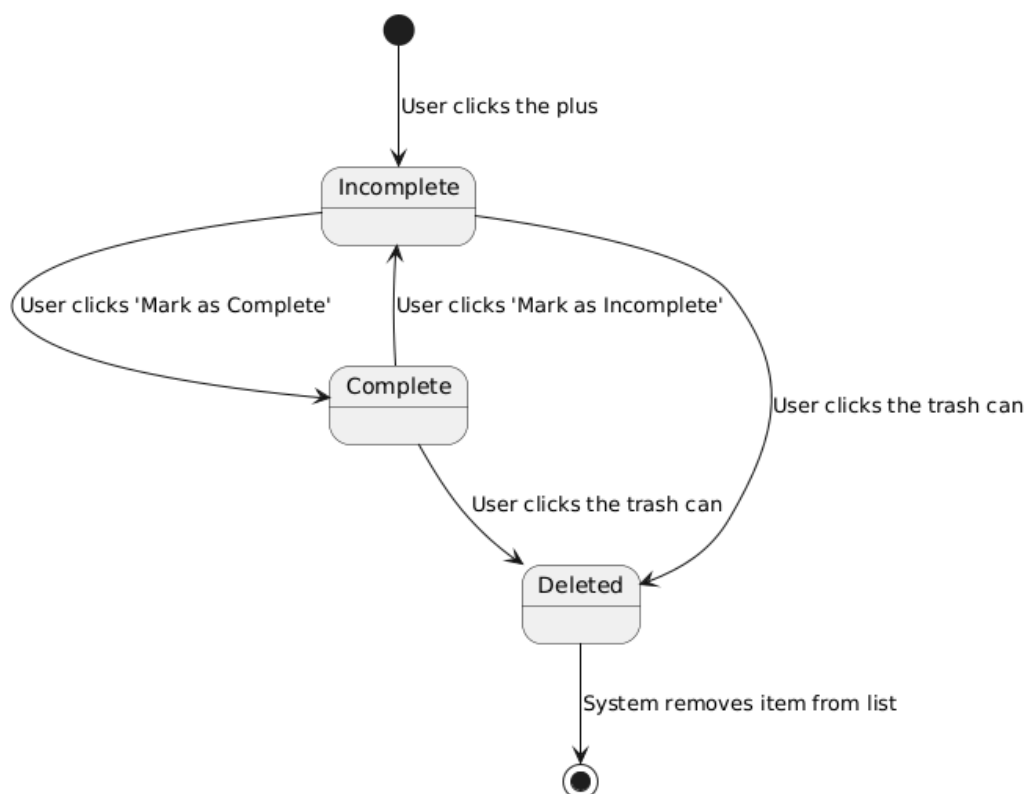 User clicks the plus
Incomplete
User clicks 'Mark as Complete'
User clicks 'Mark as Incomplete'
Complete
User clicks the trash can
User clicks the trash can
Deleted
System removes item from list